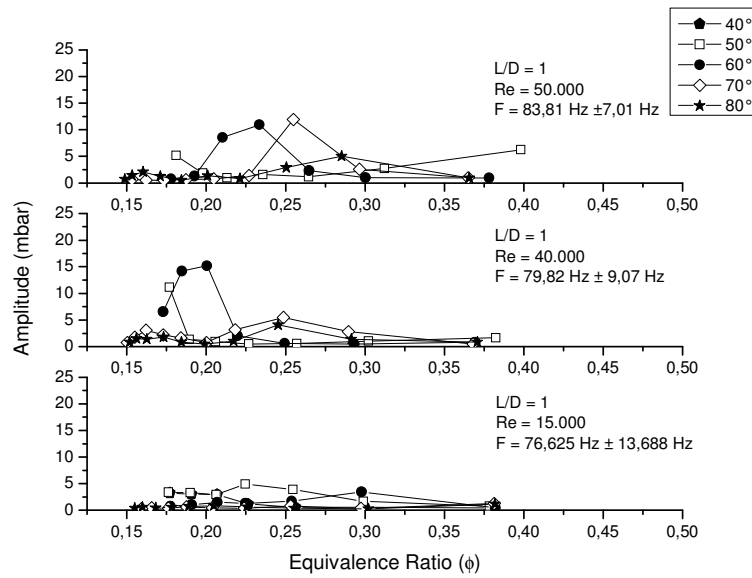 40°
50°
60°
70°
80°
25
20
15
10
5
0
L/D = 1
Re = 50.000
F = 83,81 Hz ±7,01 Hz
0,15 0,20 0,25 0,30 0,35 0,40 0,45 0,50
25
20
15
10
5
0
L/D = 1
Re = 40.000
F = 79,82 Hz ± 9,07 Hz
0,15 0,20 0,25 0,30 0,35 0,40 0,45 0,50
Amplitude (mbar)
25
20
15
10
5
0
L/D = 1
Re = 15.000
F = 76,625 Hz ± 13,688 Hz
0,15 0,20 0,25 0,30 0,35 0,40 0,45 0,50
Equivalence Ratio (ϕ)